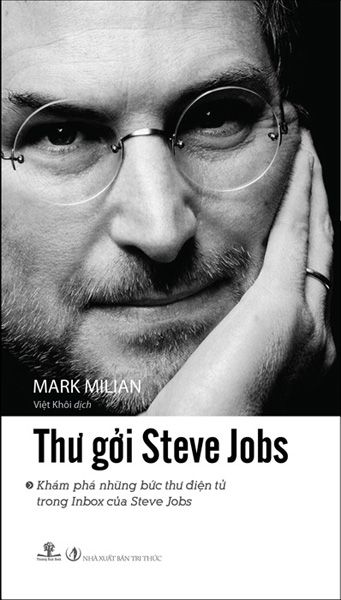 MARK MILIAN
Việt Khôi dịch
Thư gởi Steve Jobs
Khám phá những bức thư điện tử
trong Inbox của Steve Jobs
NHÀ XUẤT BẢN TRI THỨC